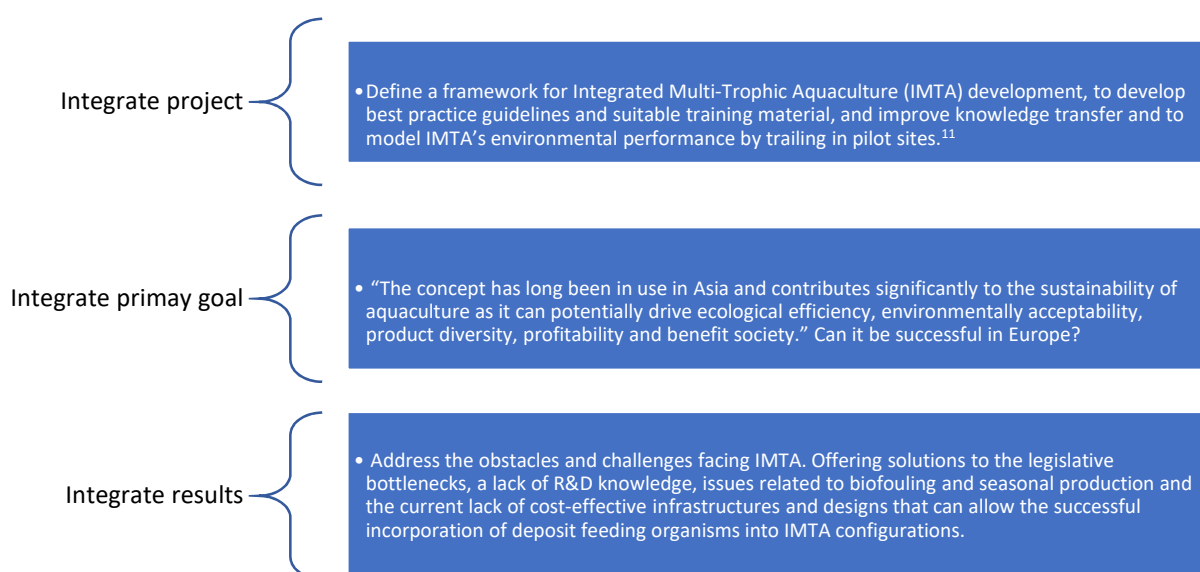 Integrate project
•Define a framework for Integrated Multi-Trophic Aquaculture (IMTA) development, to develop
best practice guidelines and suitable training material, and improve knowledge transfer and to
model IMTA’s environmental performance by trailing in pilot sites.¹¹
Integrate primay goal
• “The concept has long been in use in Asia and contributes significantly to the sustainability of
aquaculture as it can potentially drive ecological efficiency, environmentally acceptability,
product diversity, profitability and benefit society.” Can it be successful in Europe?
Integrate results
• Address the obstacles and challenges facing IMTA. Offering solutions to the legislative
bottlenecks, a lack of R&D knowledge, issues related to biofouling and seasonal production and
the current lack of cost-effective infrastructures and designs that can allow the successful
incorporation of deposit feeding organisms into IMTA configurations.